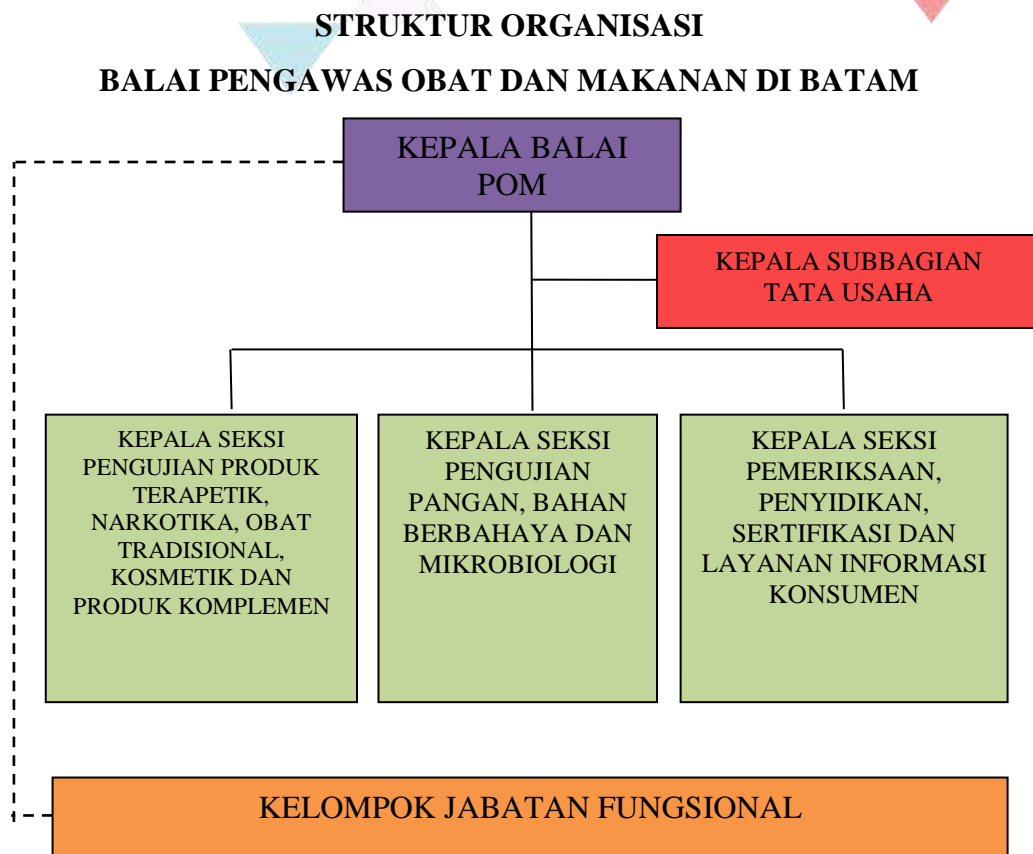 STRUKTUR ORGANISASI
BALAI PENGAWAS OBAT DAN MAKANAN DI BATAM
KEPALA BALAI
POM
KEPALA SUBBAGIAN
TATA USAHA
KEPALA SEKSI
PENGUJIAN PRODUK
TERAPETIK,
NARKOTIKA, OBAT
TRADISIONAL,
KOSMETIK DAN
PRODUK KOMPLEMEN
KEPALA SEKSI
PENGUJIAN
PANGAN, BAHAN
BERBAHAYA DAN
MIKROBIOLOGI
KEPALA SEKSI
PEMERIKSAAN,
PENYIDIKAN,
SERTIFIKASI DAN
LAYANAN INFORMASI
KONSUMEN
KELOMPOK JABATAN FUNGSIONAL